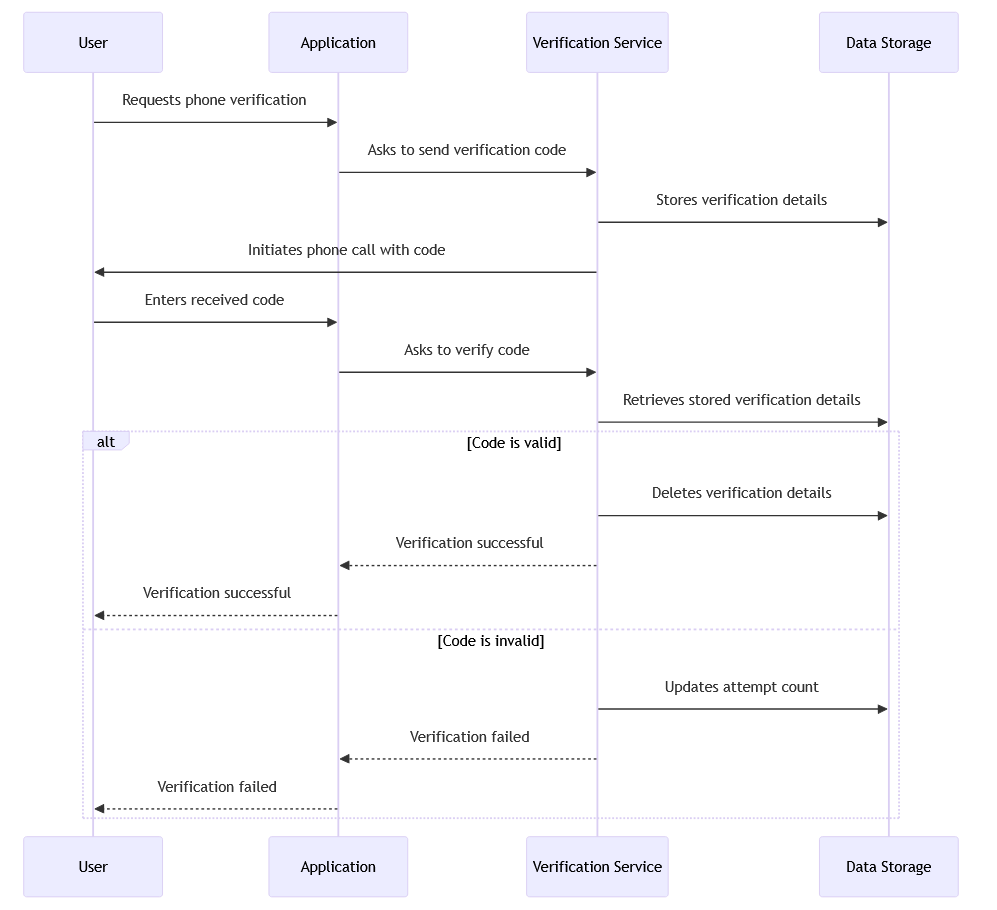 User
Application
Verification Service
Data Storage
Requests phone verification
Asks to send verification code
Stores verification details
Initiates phone call with code
Enters received code
Asks to verify code
Retrieves stored verification details
alt
[Code is valid]
Deletes verification details
Verification successful
Verification successful
[Code is invalid]
Updates attempt count
Verification failed
Verification failed
User
Application
Verification Service
Data Storage